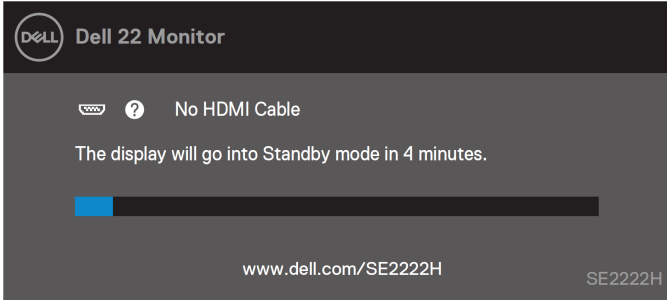 DELL Dell 22 Monitor
? No HDMI Cable
The display will go into Standby mode in 4 minutes.
www.dell.com/SE2222H
SE2222H